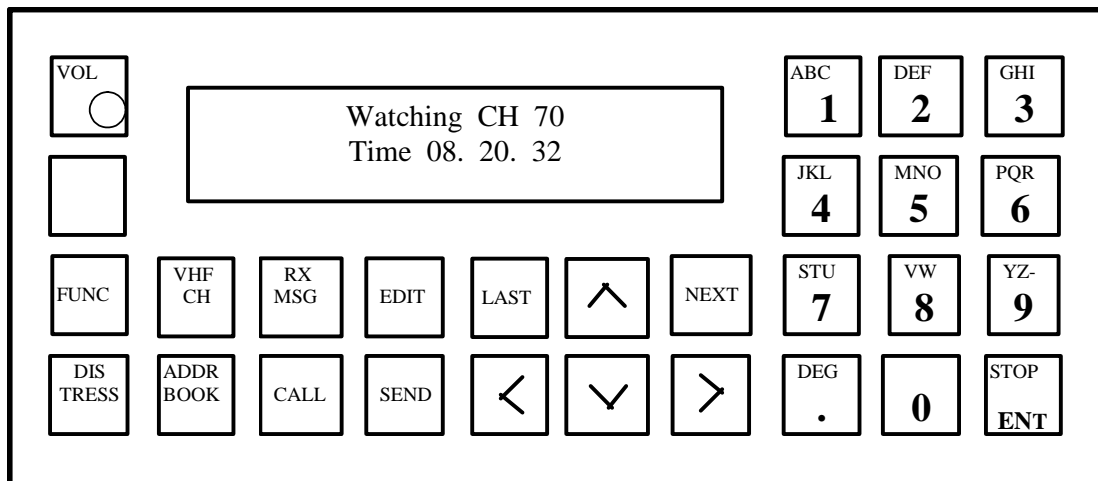 VOL
Watching CH 70
Time 08. 20. 32
ABC
1
DEF
2
GHI
3
JKL
4
MNO
5
PQR
6
FUNC
VHF
CH
RX
MSG
EDIT
LAST
NEXT
STU
7
VW
8
YZ-
9
DIS
TRESS
ADDR
BOOK
CALL
SEND
DEG
.
0
STOP
ENT